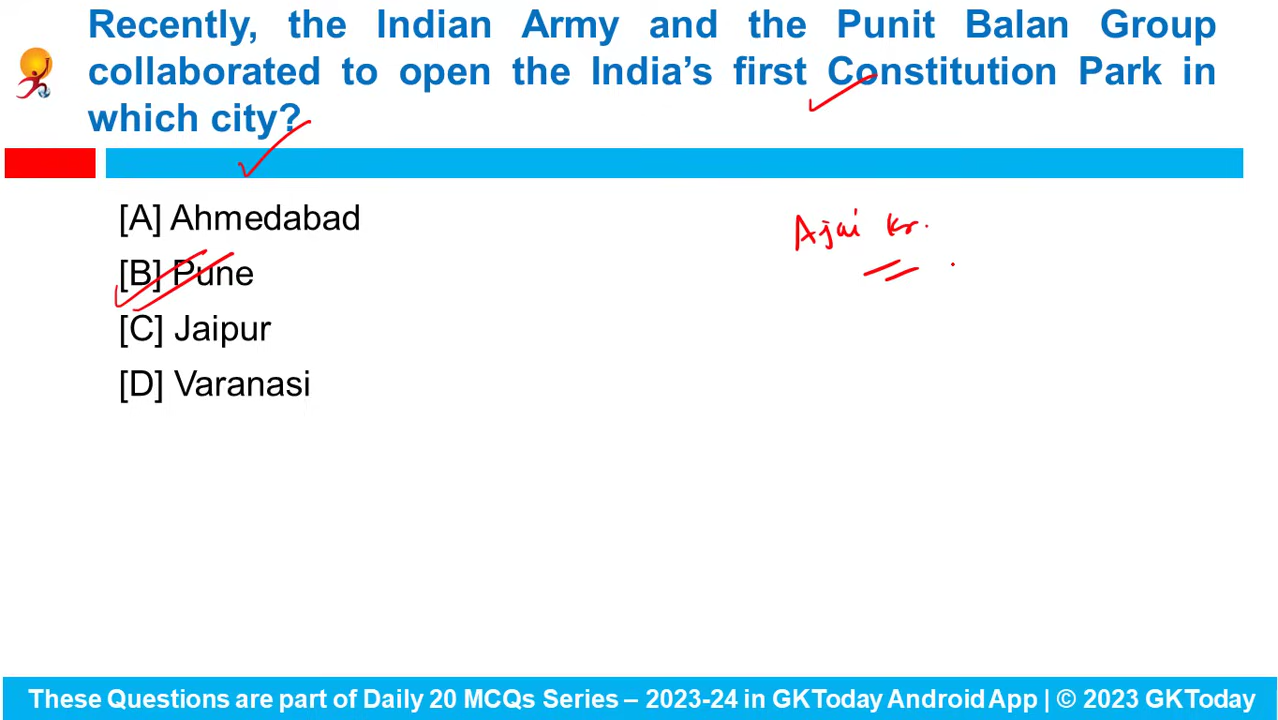 Recently, the Indian Army and the Punit Balan Group
collaborated to open the India's first Constitution Park in
which city?
[A] Ahmedabad
Ajai Kr.
[B] Pune
[C] Jaipur
[D] Varanasi
These Questions are part of Daily 20 MCQs Series – 2023-24 in GKToday Android App | © 2023 GKToday